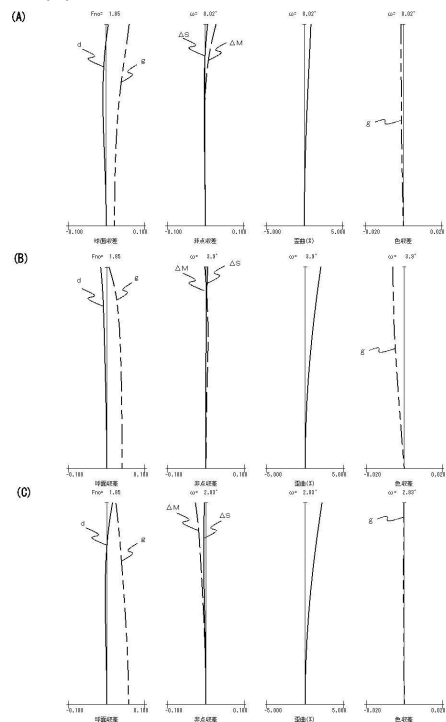 (A)
Fno= 1.85
ω= 8.02°
ω= 8.02°
ω= 8.02°
d
g
ΔS
ΔM
g
-0.100 0.100
球面収差
-0.100 0.100
非点収差
-5.000 5.000
歪曲(%)
-0.020 0.020
色収差
(B)
Fno= 1.85
ω= 3.9°
ω= 3.9°
ω= 3.9°
d
g
ΔM
ΔS
g
-0.100 0.100
球面収差
-0.100 0.100
非点収差
-5.000 5.000
歪曲(%)
-0.020 0.020
色収差
(C)
Fno= 1.85
ω= 2.83°
ω= 2.83°
ω= 2.83°
d
g
ΔM
ΔS
g
-0.100 0.100
球面収差
-0.100 0.100
非点収差
-5.000 5.000
歪曲(%)
-0.020 0.020
色収差